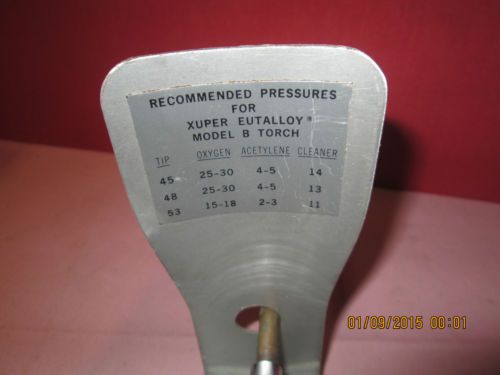 RECOMMENDED PRESSURES
FOR
XUPER EUTALLOY®
MODEL B TORCH
TIP OXYGEN ACETYLENE CLEANER
45 25-30 4-5 14
48 25-30 4-5 13
53 15-18 2-3 11
01/09/2015 00:01